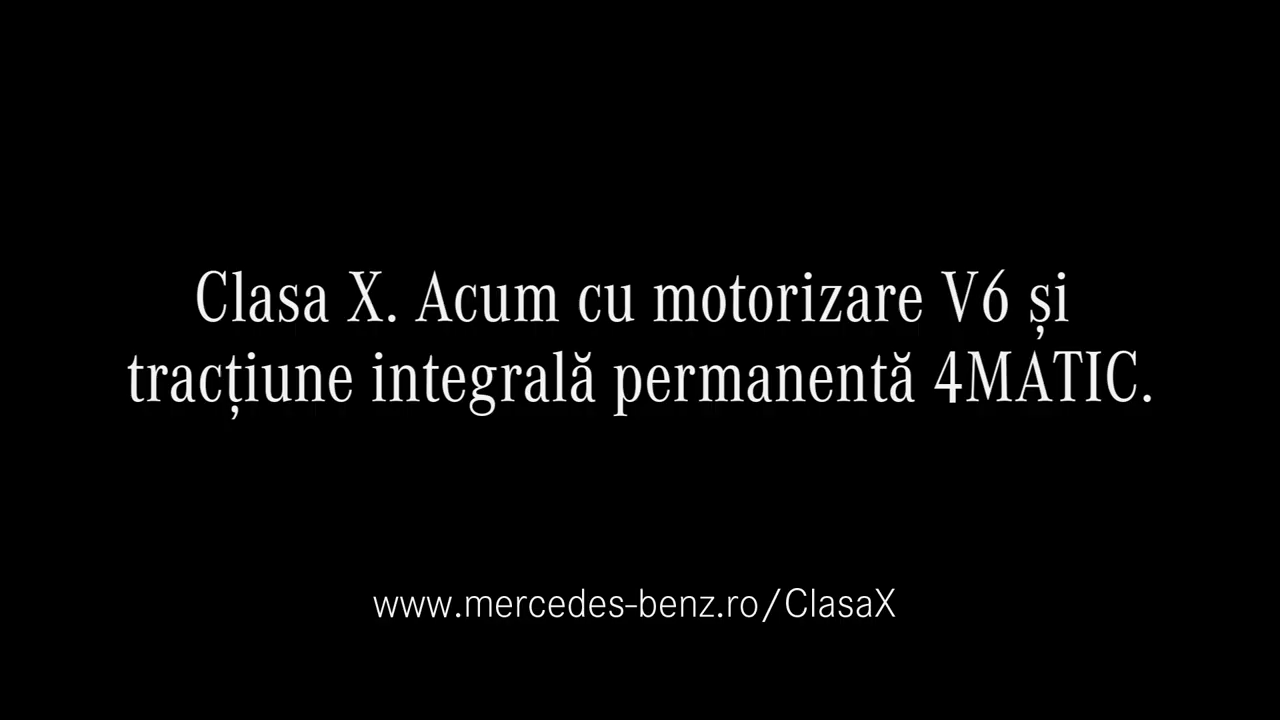 Clasa X. Acum cu motorizare V6 și
tracțiune integrală permanentă 4MATIC.
www.mercedes-benz.ro/ClasaX